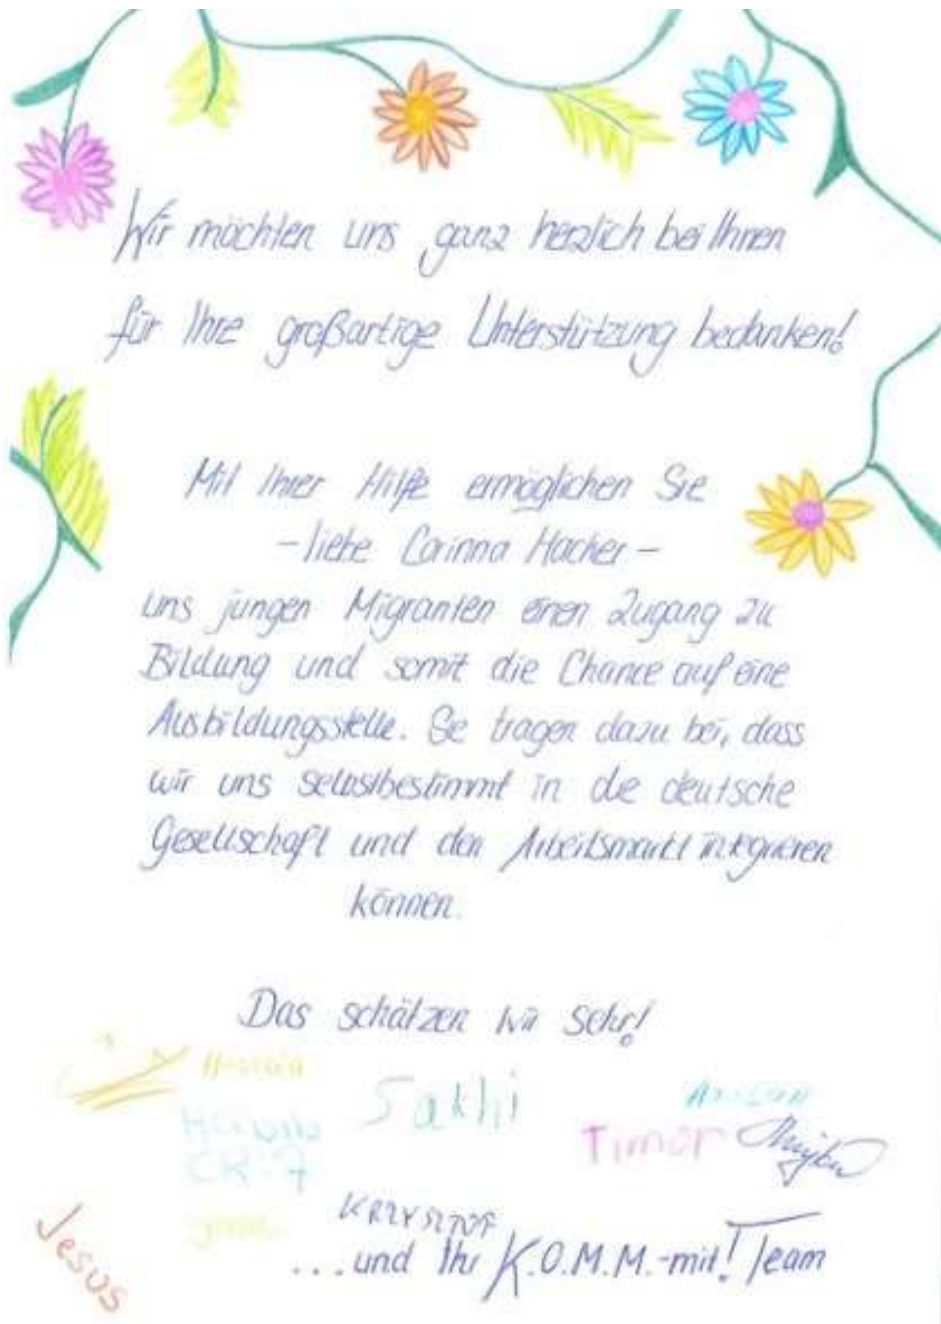 Wir möchten uns ganz herzlich bei Ihnen
für Ihre großartige Unterstützung bedanken!
Mit Ihrer Hilfe ermöglichen Sie
-liebe Corinna Hacker-
uns jungen Migranten einen Zugang zu
Bildung und somit die Chance auf eine
Ausbildungsstelle. Sie tragen dazu bei, dass
wir uns selbstbestimmt in die deutsche
Gesellschaft und den Arbeitsmarkt integrieren
können.
Das schätzen wir sehr!
Sakhi
Timor
CR-7
KRZYSZTOF
Jesus
...und Ihr K.O.M.M.-mit! Team